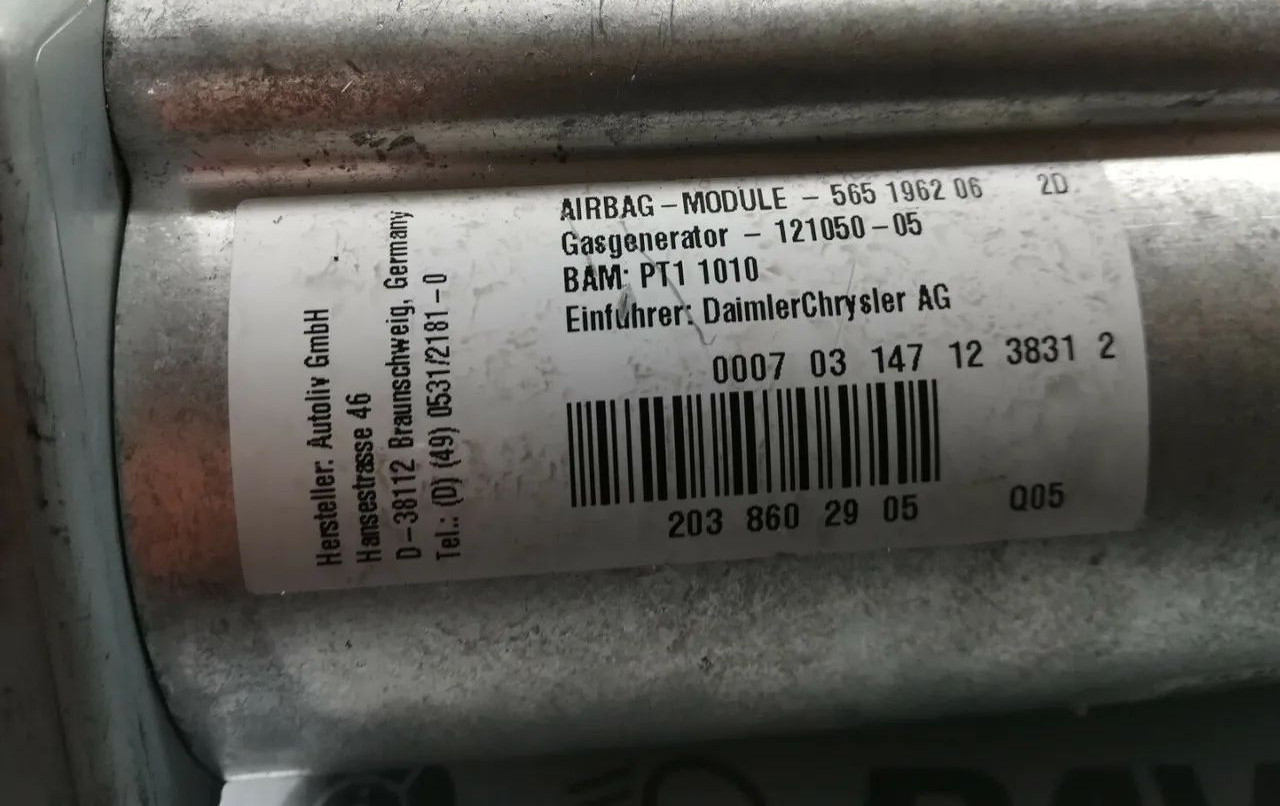 AIRBAG-MODULE - 565 1962 06 2D
Gasgenerator - 121050-05
BAM: PT1 1010
Einfuhrer: DaimlerChrysler AG
0007 03 147 12 3831 2
203 860 29 05 Q05
Hersteller: Autoliv GmbH
Hansestrasse 46
D-38112 Braunschweig, Germany
Tel.: (D) (49) 0531/2181-0